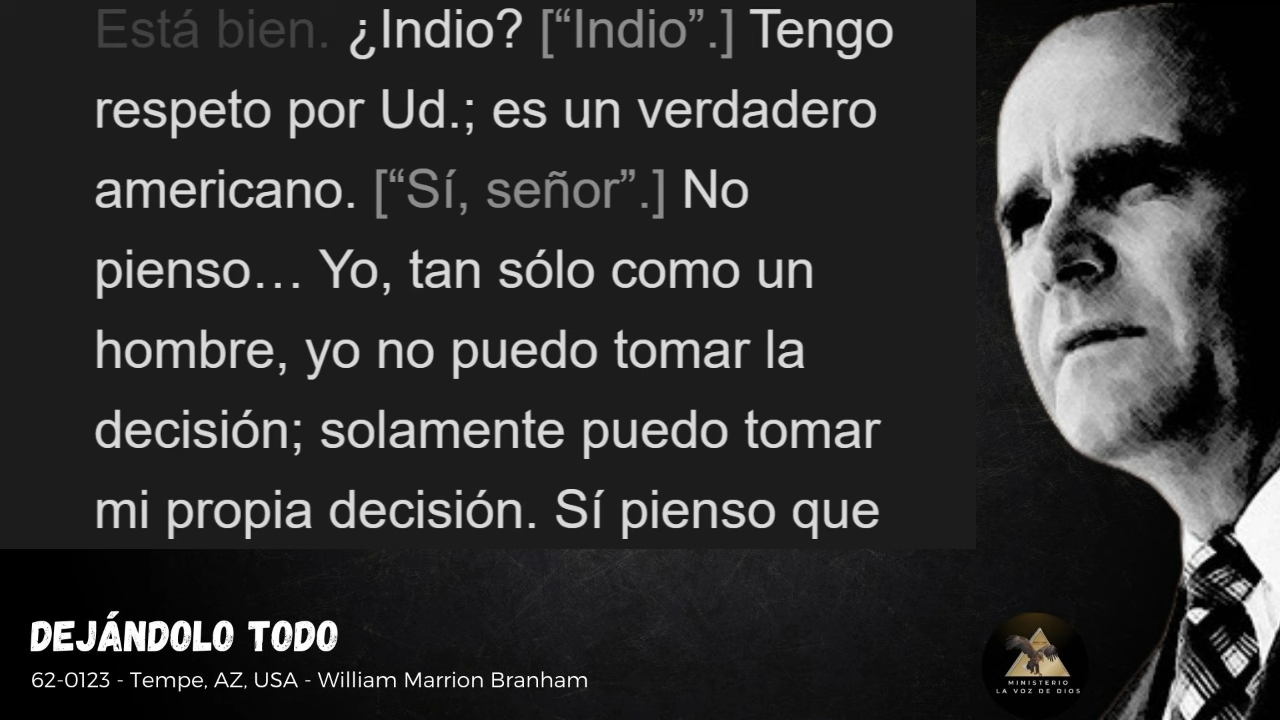 Está bien. ¿Indio? [“Indio”.] Tengo
respeto por Ud.; es un verdadero
americano. [“Sí, señor”.] No
pienso… Yo, tan sólo como un
hombre, yo no puedo tomar la
decisión; solamente puedo tomar
mi propia decisión. Sí pienso que
DEJÁNDOLO TODO
62-0123 - Tempe, AZ, USA - William Marrion Branham
MINISTERIO
LA VOZ DE DIOS